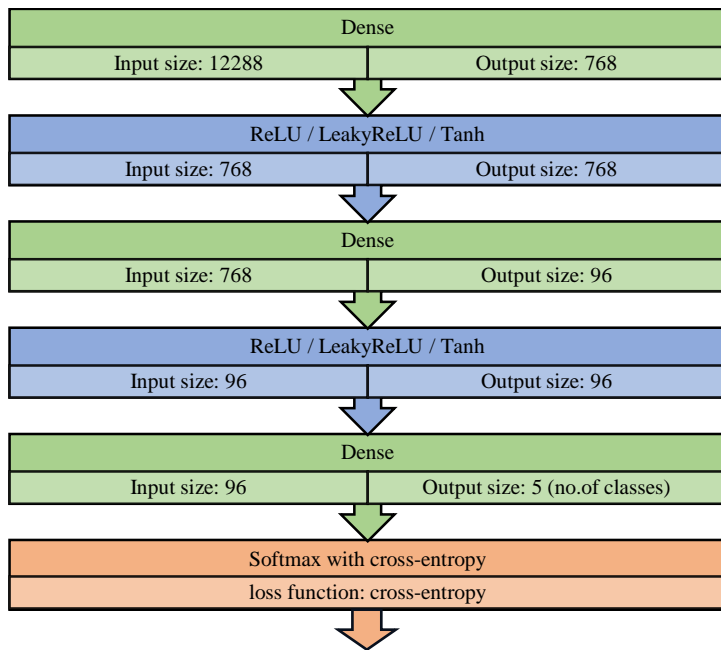 Dense
Input size: 12288 Output size: 768
ReLU / LeakyReLU / Tanh
Input size: 768 Output size: 768
Dense
Input size: 768 Output size: 96
ReLU / LeakyReLU / Tanh
Input size: 96 Output size: 96
Dense
Input size: 96 Output size: 5 (no.of classes)
Softmax with cross-entropy
loss function: cross-entropy